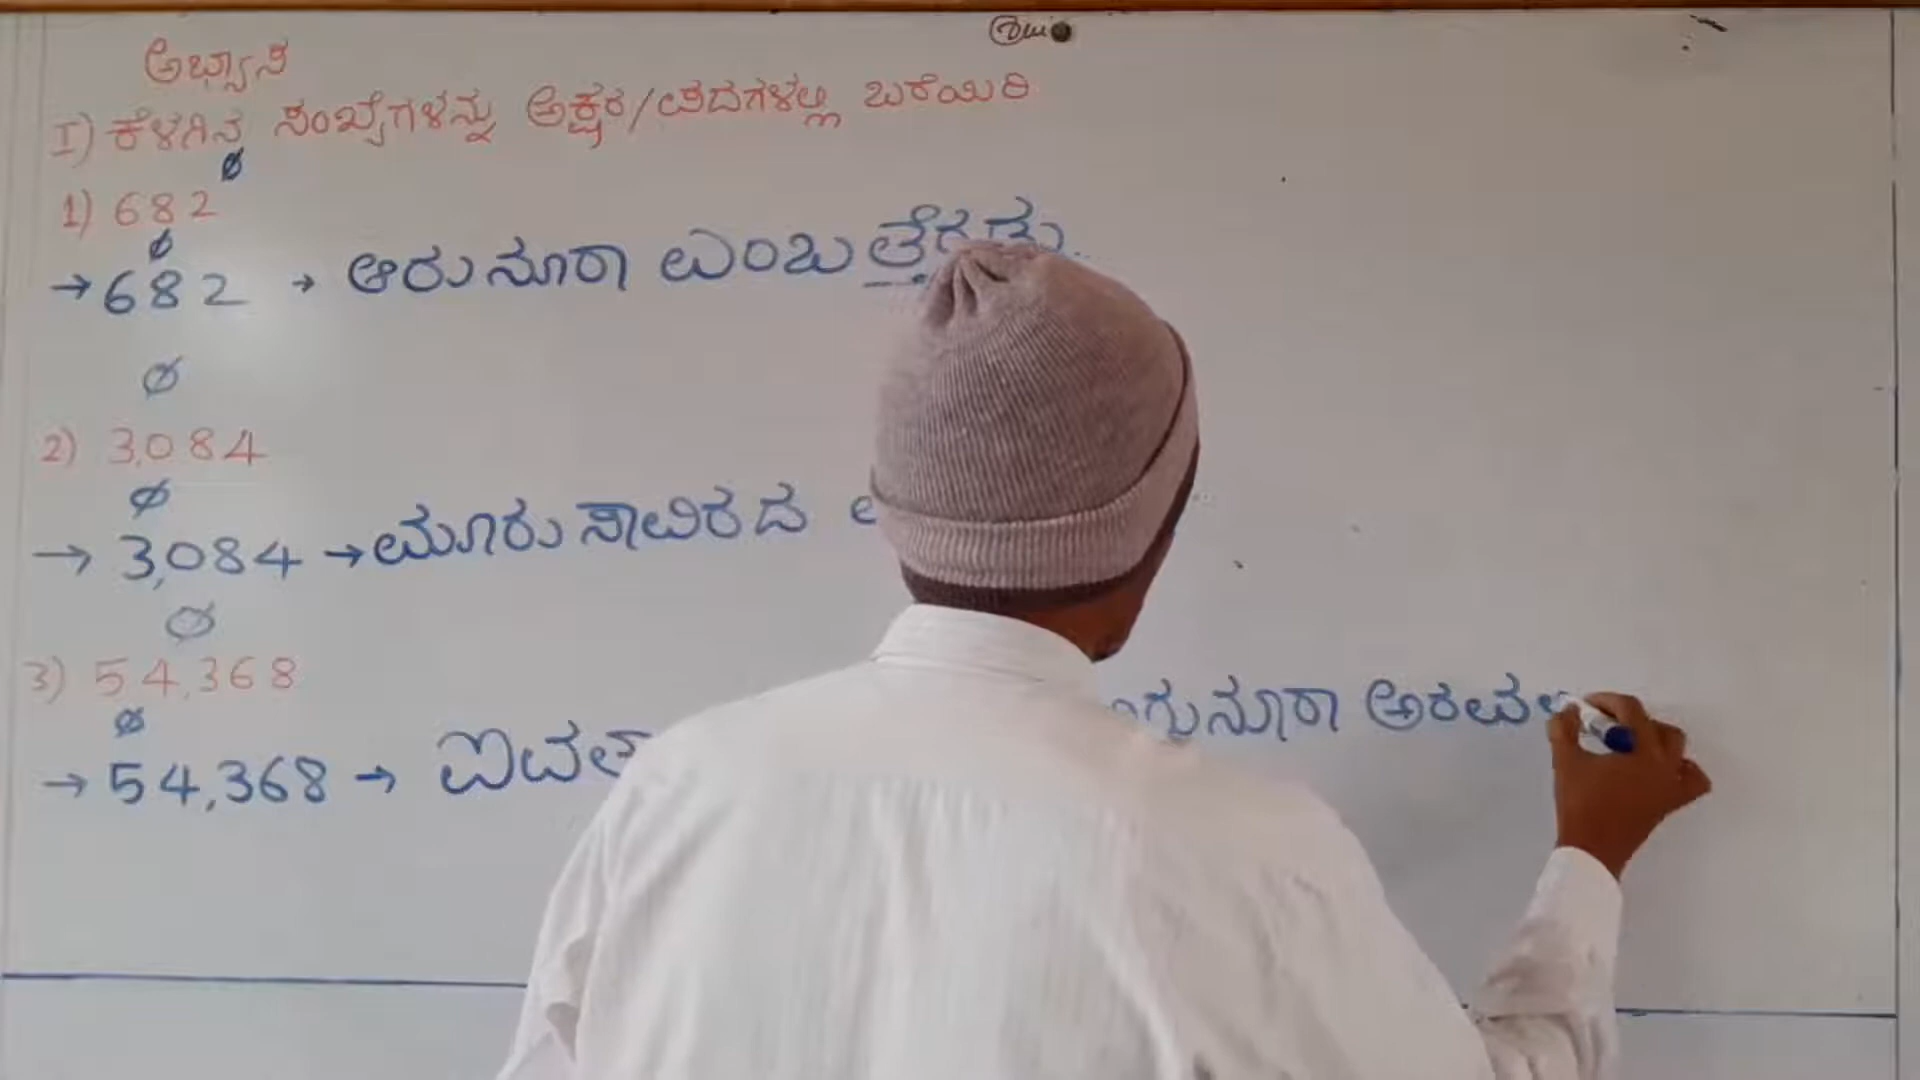 ಅಭ್ಯಾಸ
I) ಕೆಳಗಿನ ಸಂಖ್ಯೆಗಳನ್ನು ಅಕ್ಷರ/ಪದಗಳಲ್ಲಿ ಬರೆಯಿರಿ
1) 682
→ 682 → ಆರುನೂರಾ ಎಂಬತ್ತೆರಡು.
2) 3,084
→ 3,084 → ಮೂರುಸಾವಿರದ
3) 54,368
→ 54,368 → ಅರವತ